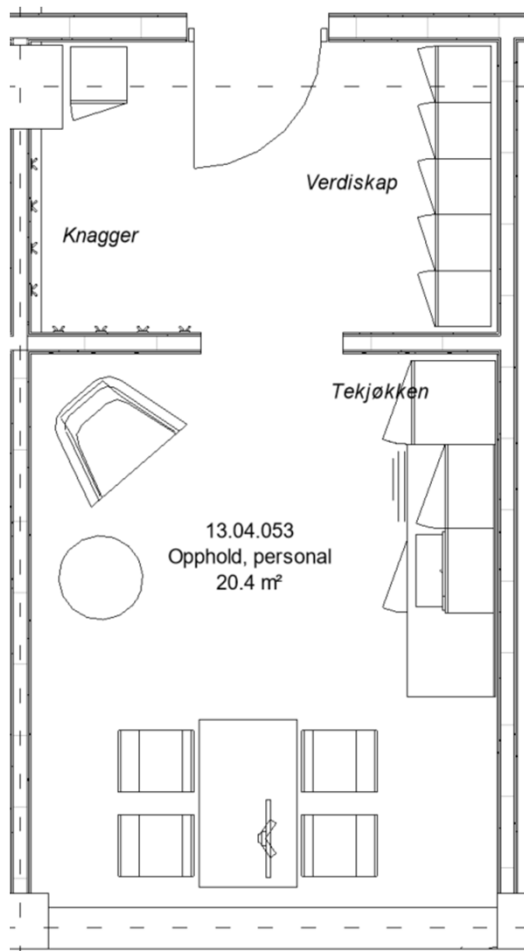 Verdiskap
Knagger
Tekjøkken
13.04.053
Opphold, personal
20.4 m²